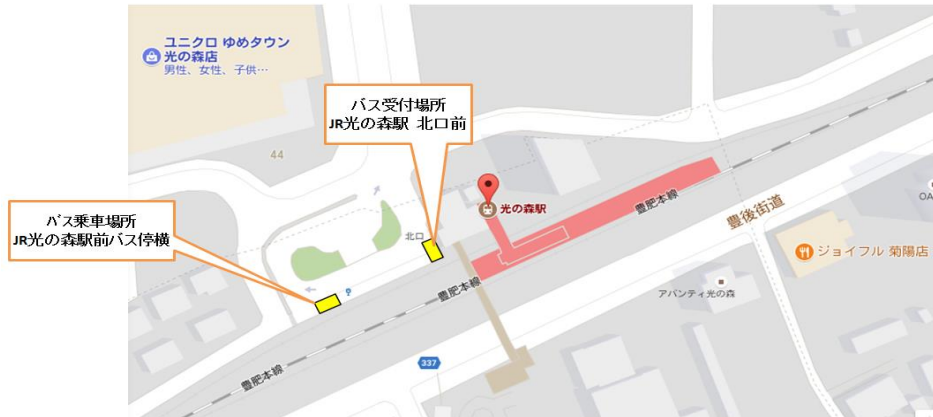 ユニクロ ゆめタウン
光の森店
男性、女性、子供…
バス受付場所
JR光の森駅 北口前
44
バス乗車場所
JR光の森駅前バス停横
北口
光の森駅
豊肥本線
豊後街道
OA
ジョイフル 菊陽店
豊肥本線
アバンティ光の森
337
豊肥本線